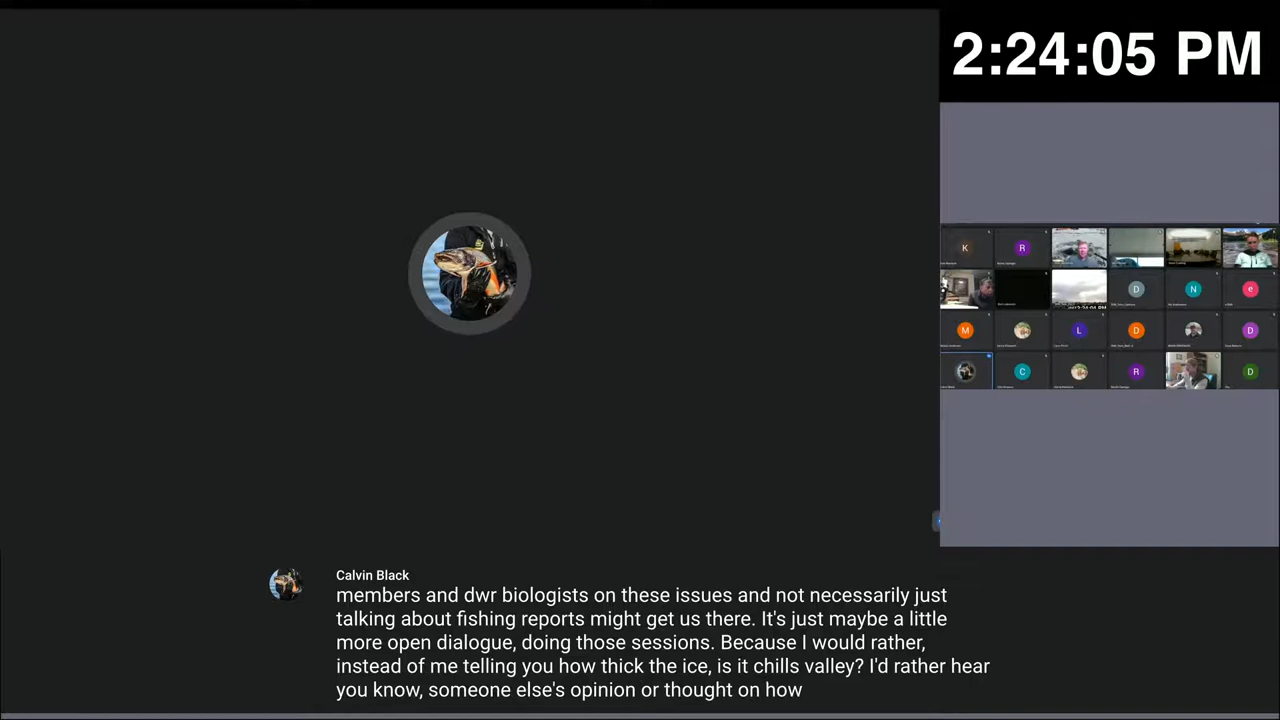 2:24:05 PM
K
R
D
N
e
M
L
D
D
C
R
D
Calvin Black
members and dwr biologists on these issues and not necessarily just
talking about fishing reports might get us there. It's just maybe a little
more open dialogue, doing those sessions. Because I would rather,
instead of me telling you how thick the ice, is it chills valley? I'd rather hear
you know, someone else's opinion or thought on how